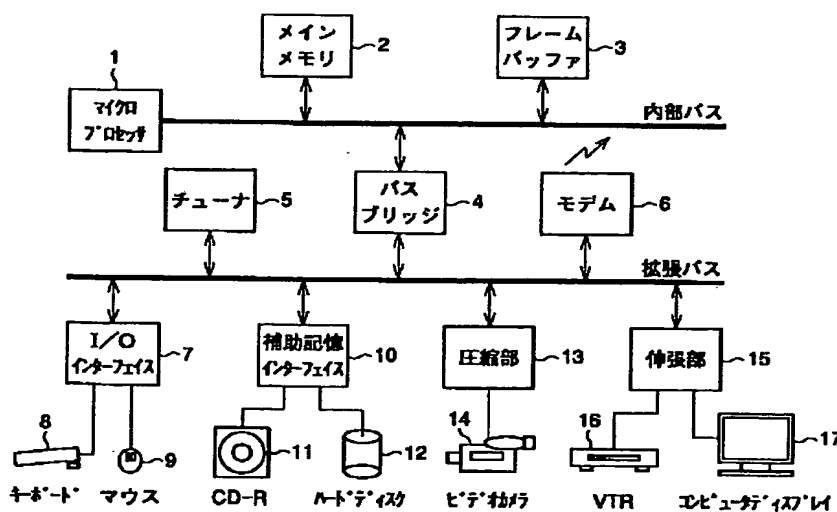 メイン
メモリ
2
フレーム
バッファ
3
1
マイクロ
プロセッサ
内部バス
チューナ
5
バス
ブリッジ
4
モデム
6
拡張バス
I/O
インターフェイス
7
補助記憶
インターフェイス
10
圧縮部
13
伸張部
15
8
9
11
12
14
16
17
キーボード
マウス
CD-R
ハードディスク
ビデオカメラ
VTR
コンピュータディスプレイ